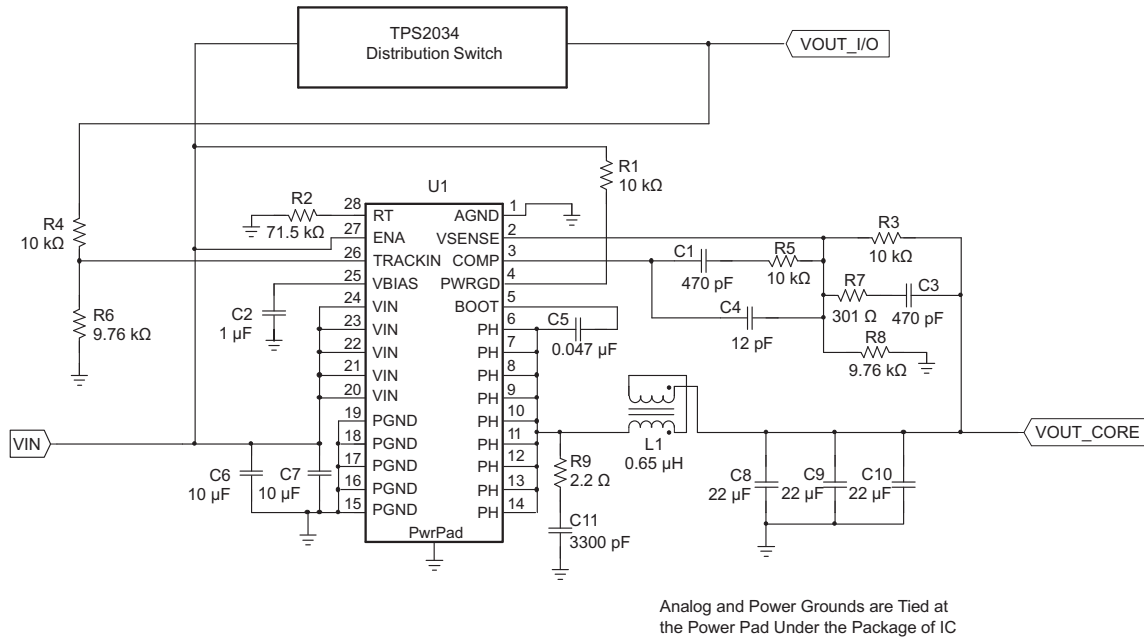 TPS2034
Distribution Switch
VOUT_I/O
R1
10 kΩ
U1
R2
71.5 kΩ
R4
10 kΩ
R6
9.76 kΩ
C2
1 µF
28 RT
27 ENA
26 TRACKIN
25 VBIAS
24 VIN
23 VIN
22 VIN
21 VIN
20 VIN
19 PGND
18 PGND
17 PGND
16 PGND
15 PGND
AGND 1
VSENSE 2
COMP 3
PWRGD 4
BOOT 5
PH 6
PH 7
PH 8
PH 9
PH 10
PH 11
PH 12
PH 13
PH 14
PwrPad
C1
470 pF
R5
10 kΩ
R3
10 kΩ
R7
301 Ω
C3
470 pF
C4
12 pF
R8
9.76 kΩ
C5
0.047 µF
VIN
C6
10 µF
C7
10 µF
L1
0.65 µH
R9
2.2 Ω
C11
3300 pF
C8
22 µF
C9
22 µF
C10
22 µF
VOUT_CORE
Analog and Power Grounds are Tied at
the Power Pad Under the Package of IC